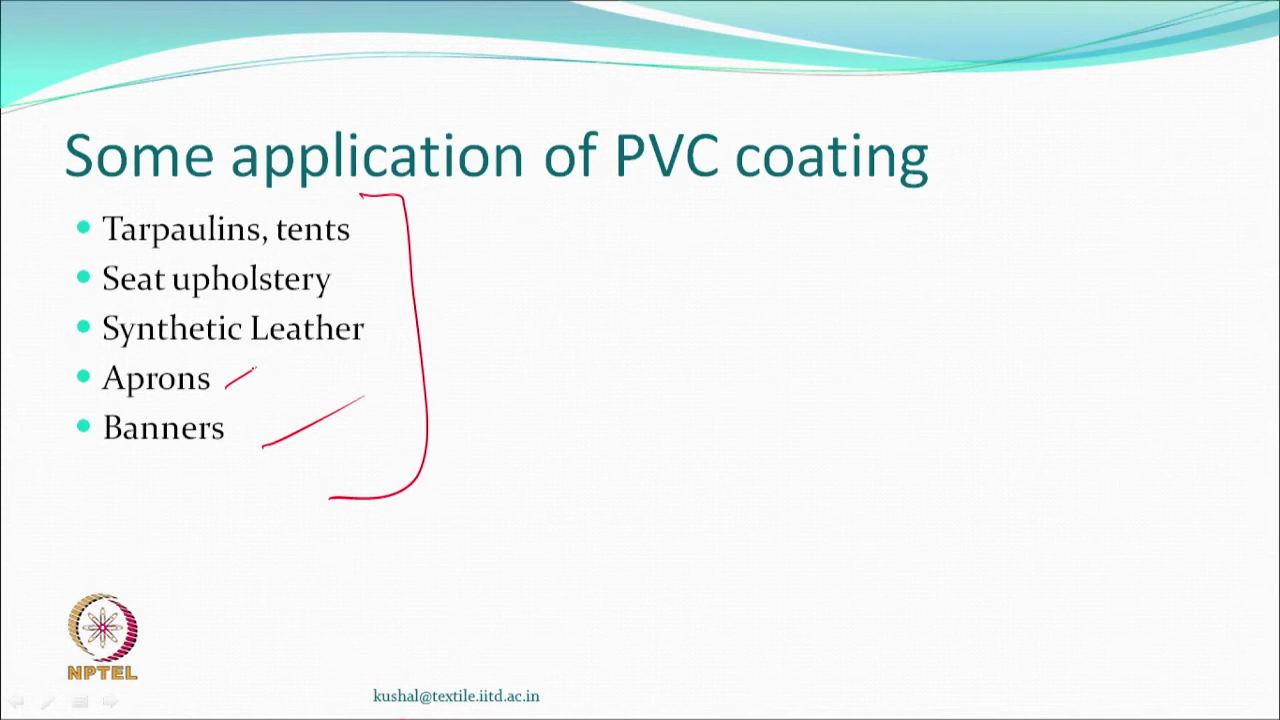 Some application of PVC coating
Tarpaulins, tents
Seat upholstery
Synthetic Leather
Aprons
Banners
NPTEL
kushal@textile.iitd.ac.in